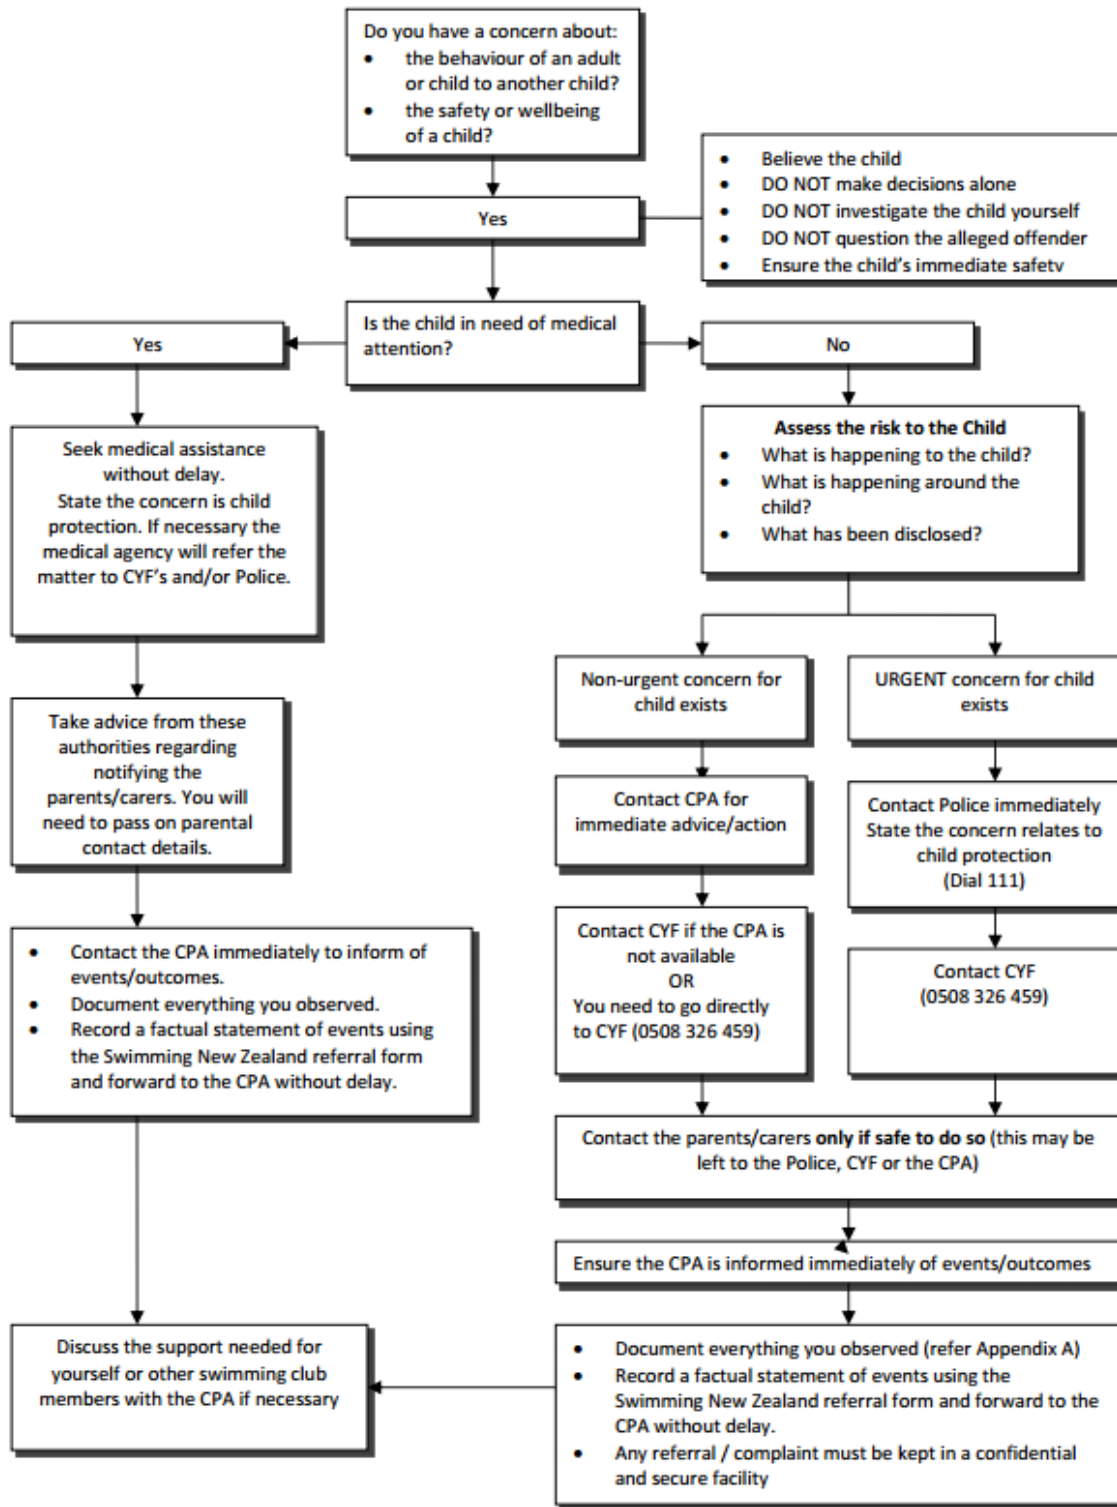 Do you have a concern about:
• the behaviour of an adult
or child to another child?
• the safety or wellbeing
of a child?
• Believe the child
• DO NOT make decisions alone
• DO NOT investigate the child yourself
• DO NOT question the alleged offender
• Ensure the child's immediate safety
Yes
Is the child in need of medical
attention?
Yes
No
Seek medical assistance
without delay.
State the concern is child
protection. If necessary the
medical agency will refer the
matter to CYF's and/or Police.
Assess the risk to the Child
• What is happening to the child?
• What is happening around the
child?
• What has been disclosed?
Non-urgent concern for
child exists
URGENT concern for child
exists
Take advice from these
authorities regarding
notifying the
parents/carers. You will
need to pass on parental
contact details.
Contact CPA for
immediate advice/action
Contact Police immediately
State the concern relates to
child protection
(Dial 111)
Contact CYF if the CPA is
not available
OR
You need to go directly
to CYF (0508 326 459)
Contact CYF
(0508 326 459)
• Contact the CPA immediately to inform of
events/outcomes.
• Document everything you observed.
• Record a factual statement of events using
the Swimming New Zealand referral form
and forward to the CPA without delay.
Contact the parents/carers only if safe to do so (this may be
left to the Police, CYF or the CPA)
Ensure the CPA is informed immediately of events/outcomes
Discuss the support needed for
yourself or other swimming club
members with the CPA if necessary
• Document everything you observed (refer Appendix A)
• Record a factual statement of events using the
Swimming New Zealand referral form and forward to the
CPA without delay.
• Any referral / complaint must be kept in a confidential
and secure facility